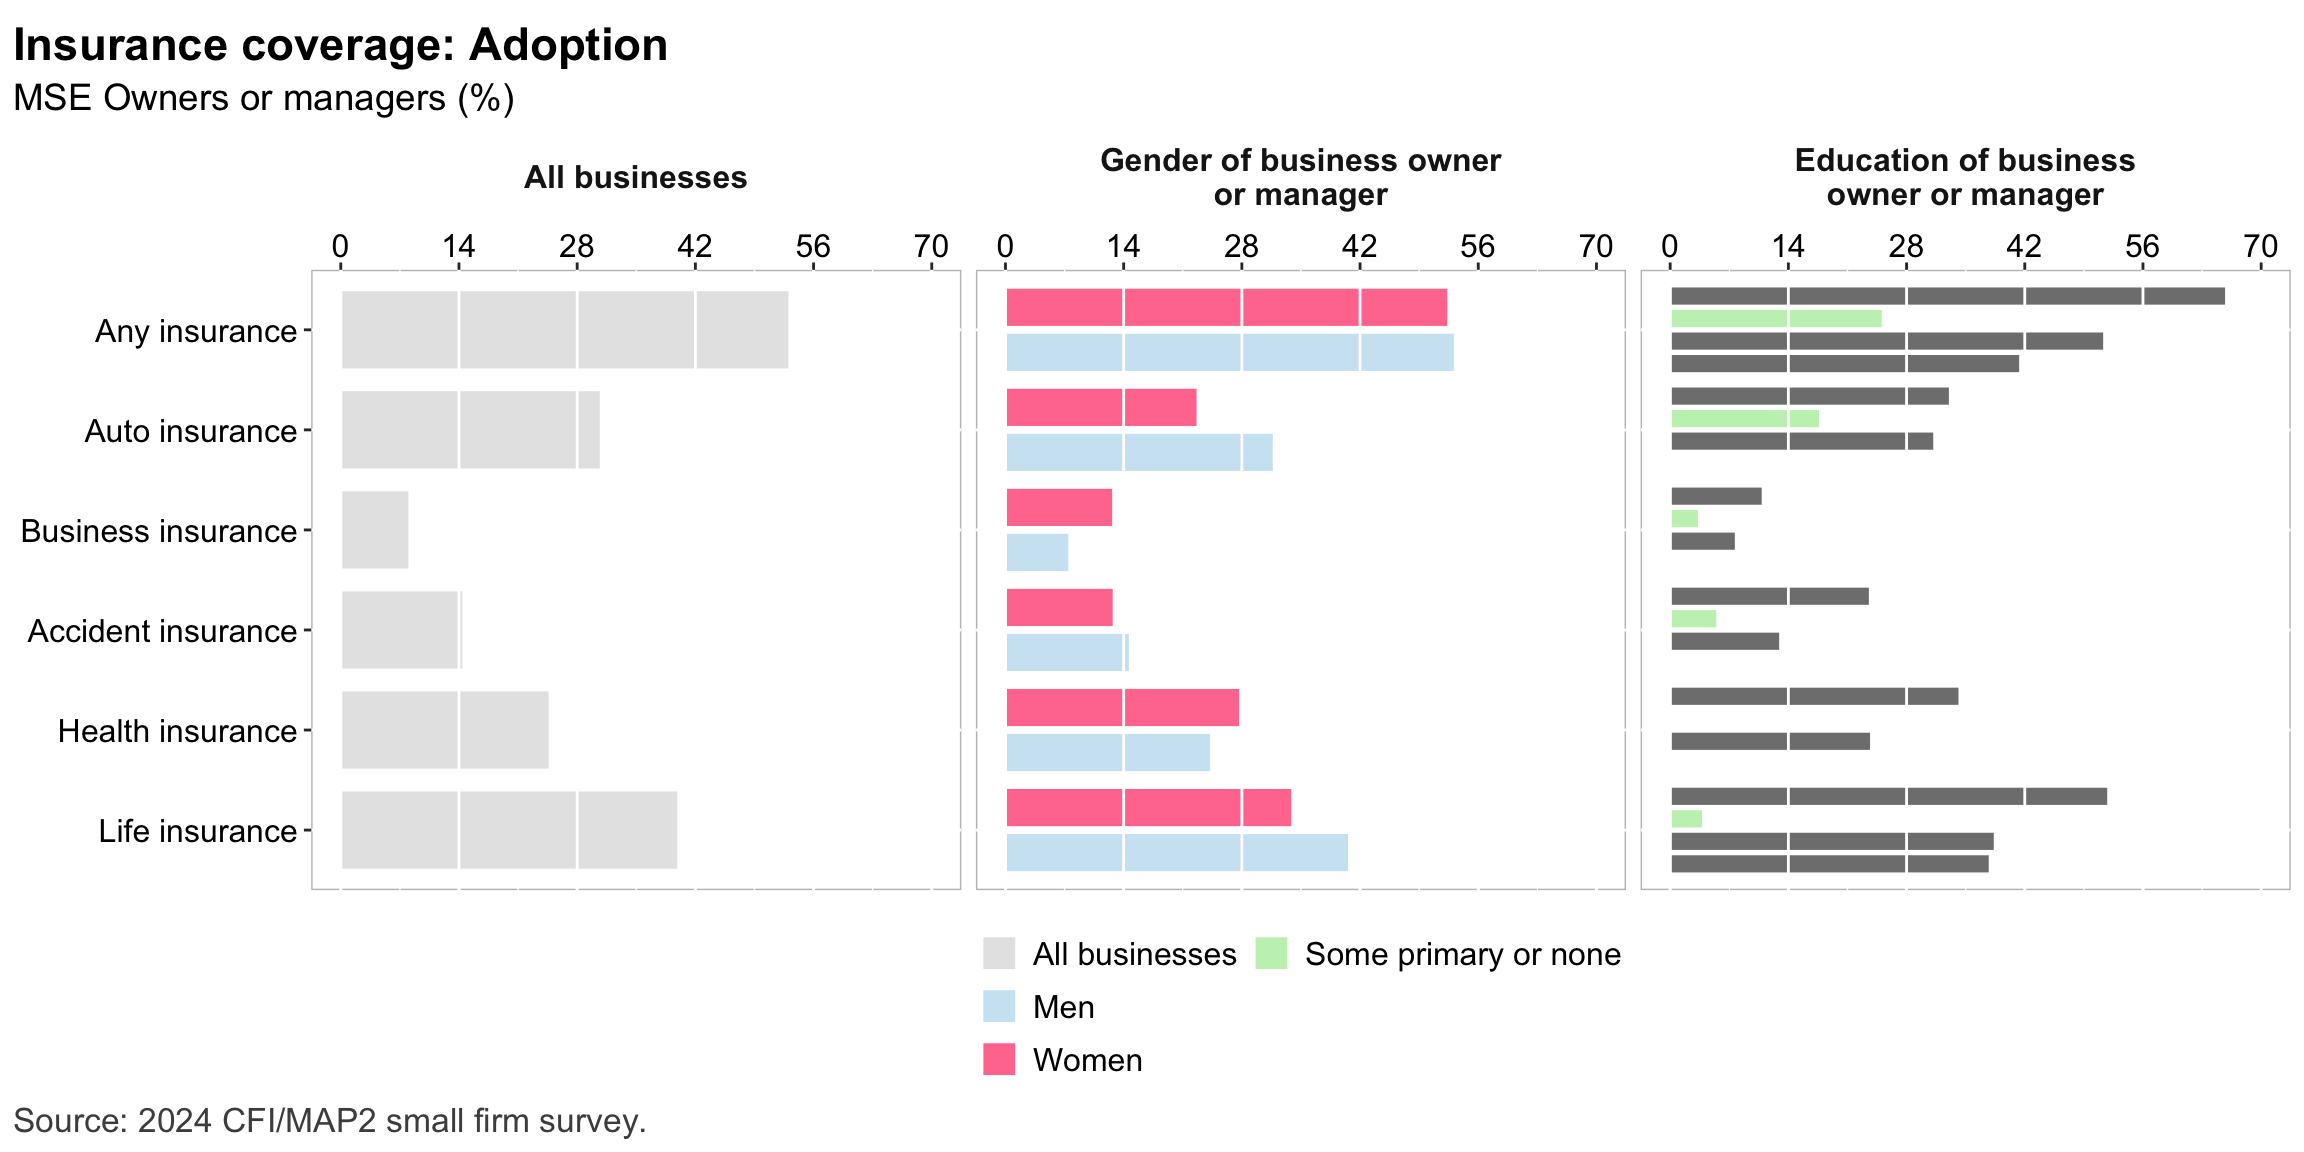 Insurance coverage: Adoption
MSE Owners or managers (%)
All businesses
Gender of business owner
or manager
Education of business
owner or manager
0 14 28 42 56 70
0 14 28 42 56 70
0 14 28 42 56 70
Any insurance
Auto insurance
Business insurance
Accident insurance
Health insurance
Life insurance
All businesses
Some primary or none
Men
Women
Source: 2024 CFI/MAP2 small firm survey.